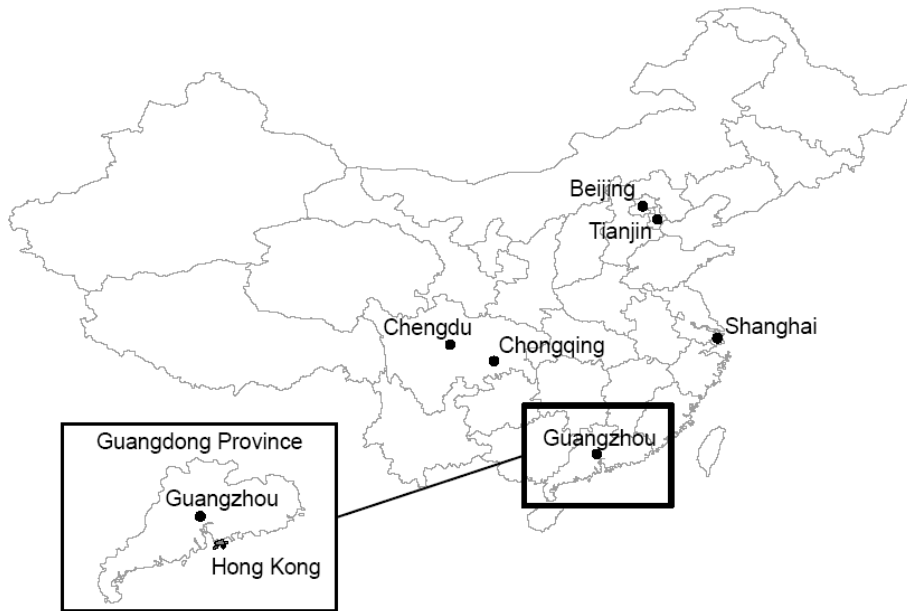 Beijing
Tianjin
Chengdu
Shanghai
Chongqing
Guangzhou
Guangdong Province
Guangzhou
Hong Kong